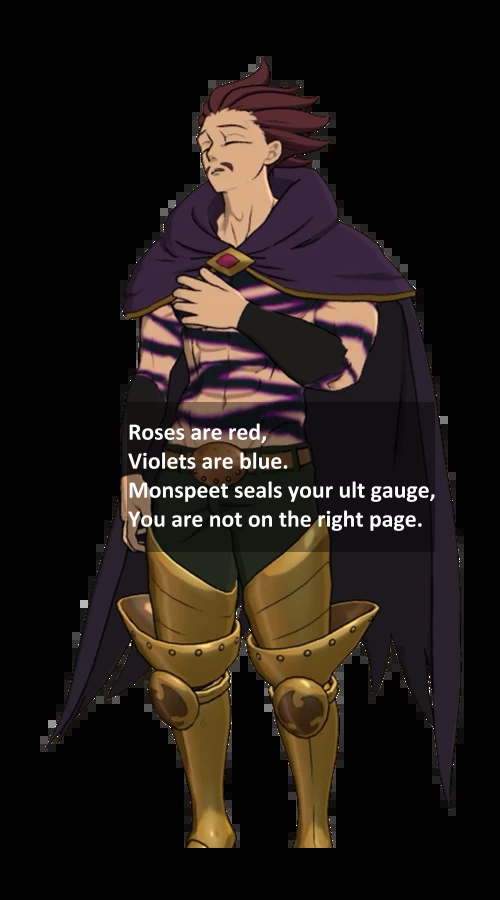 Roses are red,
Violets are blue.
Monspeet seals your ult gauge,
You are not on the right page.